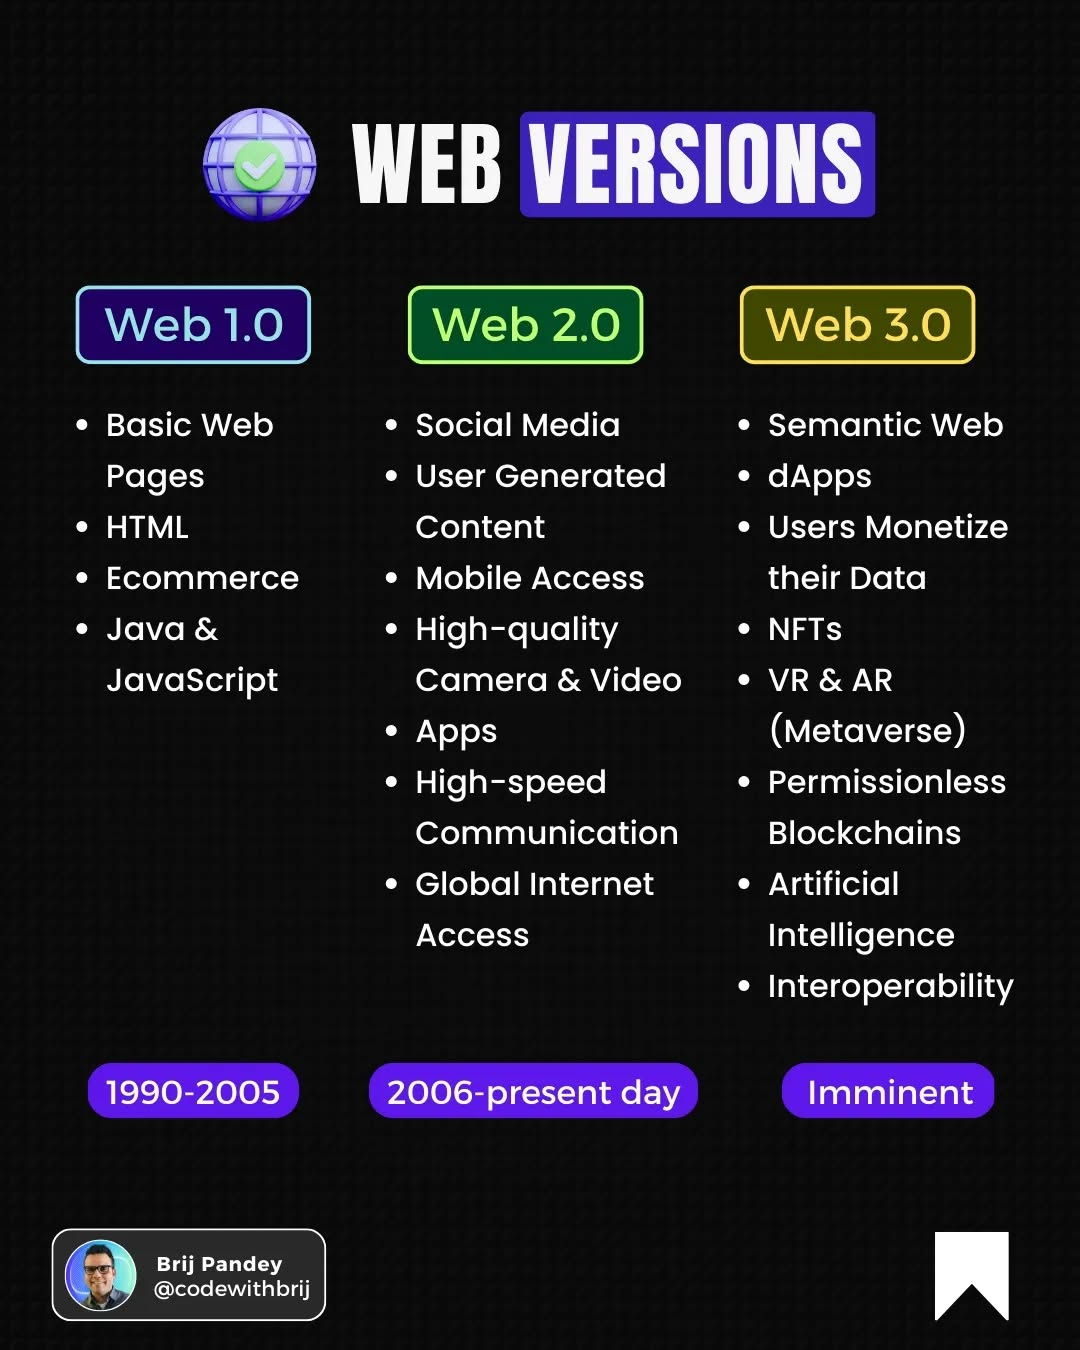 WEB VERSIONS
Web 1.0
• Basic Web
Pages
• HTML
• Ecommerce
• Java &
JavaScript
1990-2005
Web 2.0
• Social Media
• User Generated
Content
• Mobile Access
• High-quality
Camera & Video
• Apps
• High-speed
Communication
• Global Internet
Access
2006-present day
Web 3.0
• Semantic Web
• dApps
• Users Monetize
their Data
• NFTs
• VR & AR
(Metaverse)
• Permissionless
Blockchains
• Artificial
Intelligence
• Interoperability
Imminent
Brij Pandey
@codewithbrij